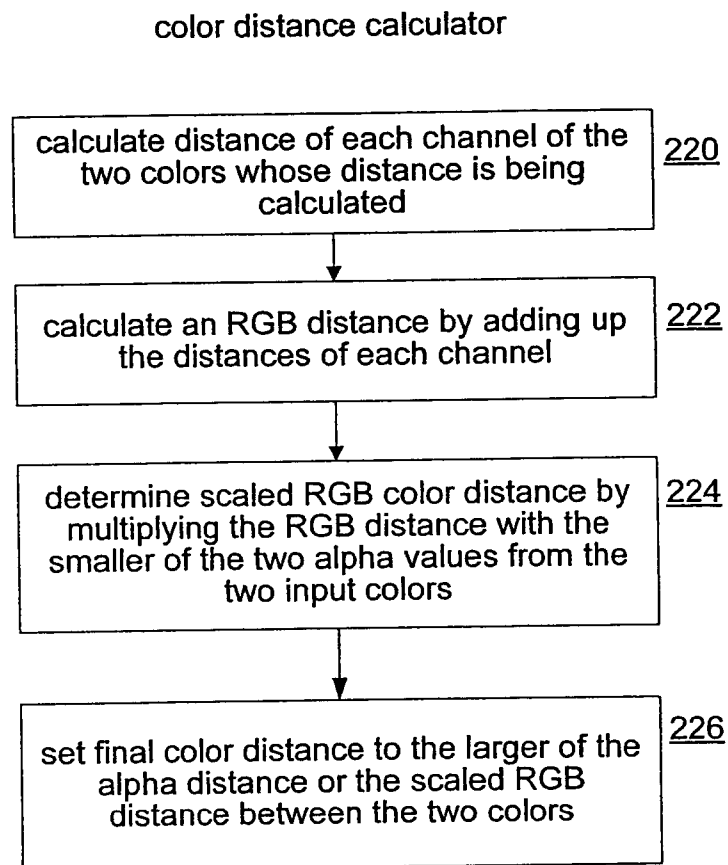 color distance calculator
calculate distance of each channel of the
two colors whose distance is being
calculated
220
calculate an RGB distance by adding up
the distances of each channel
222
determine scaled RGB color distance by
multiplying the RGB distance with the
smaller of the two alpha values from the
two input colors
224
set final color distance to the larger of the
alpha distance or the scaled RGB
distance between the two colors
226